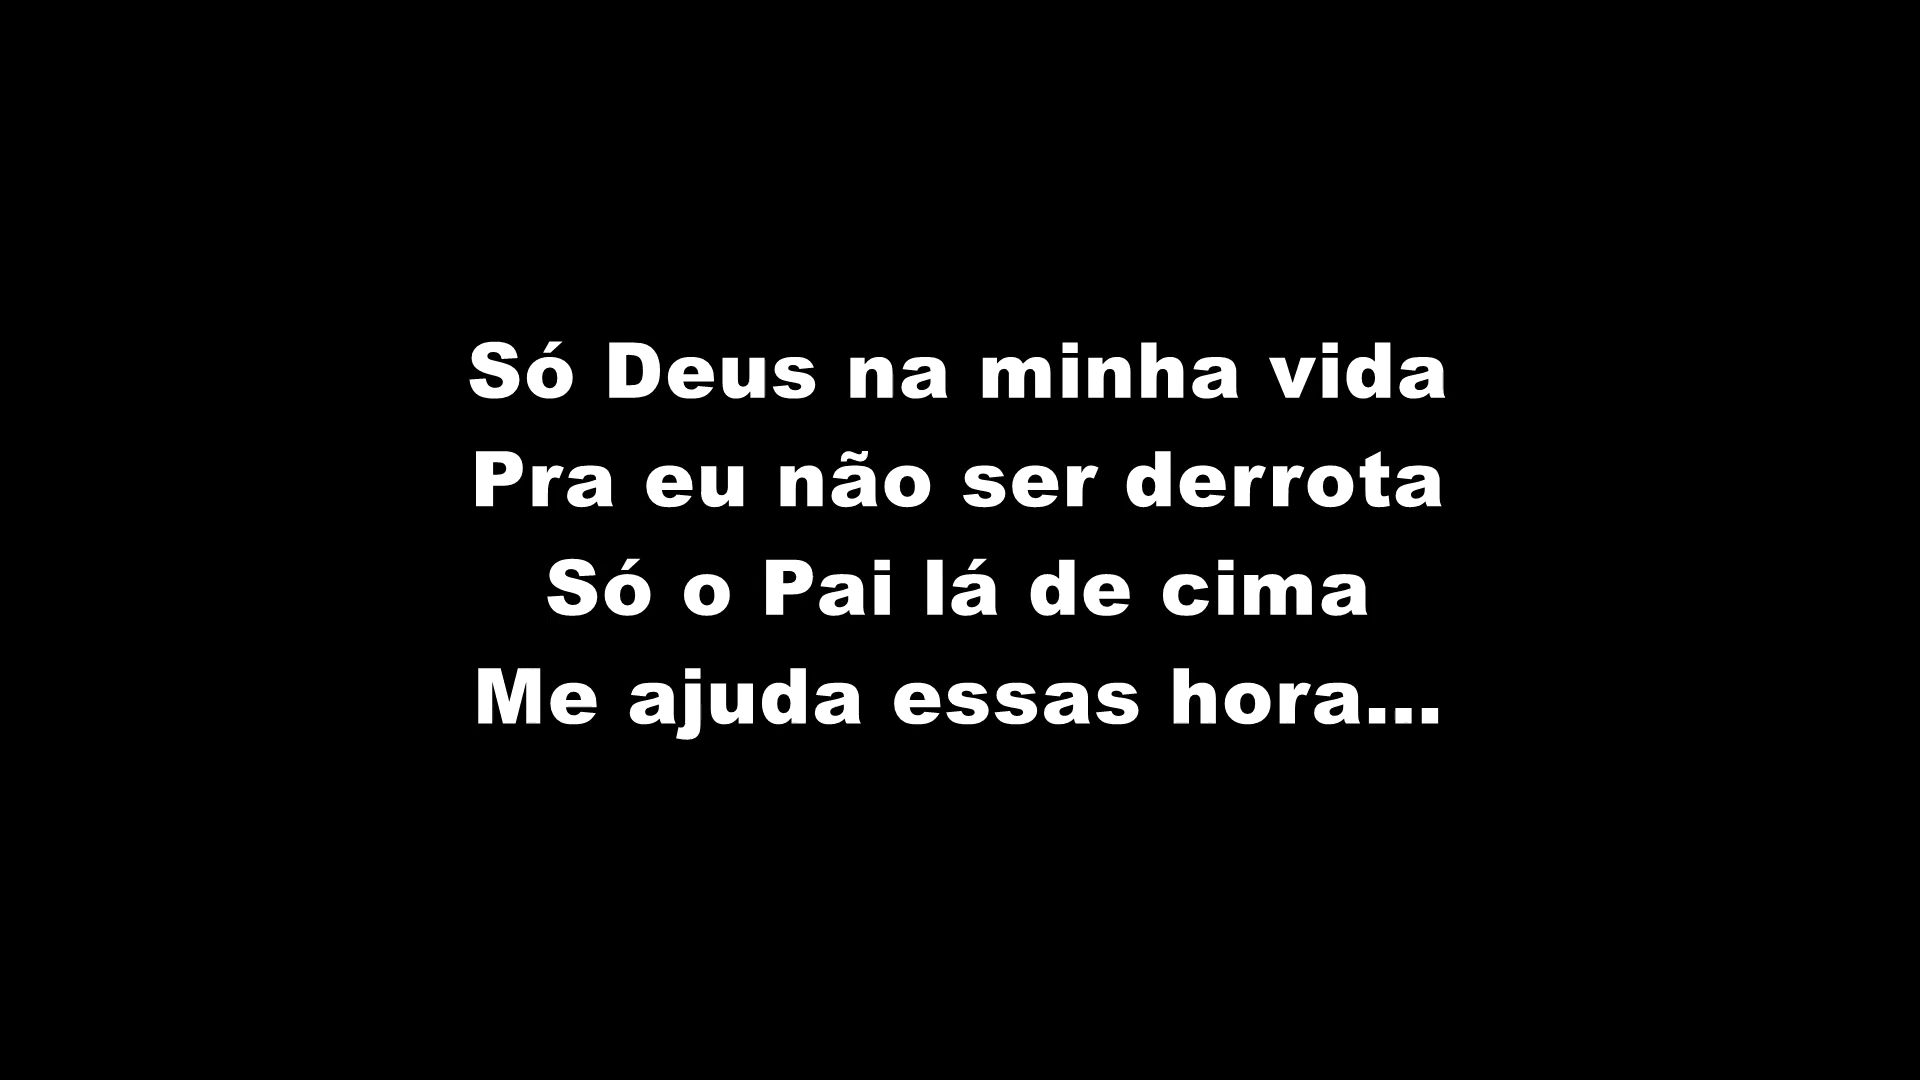 Só Deus na minha vida
Pra eu não ser derrota
Só o Pai lá de cima
Me ajuda essas hora...